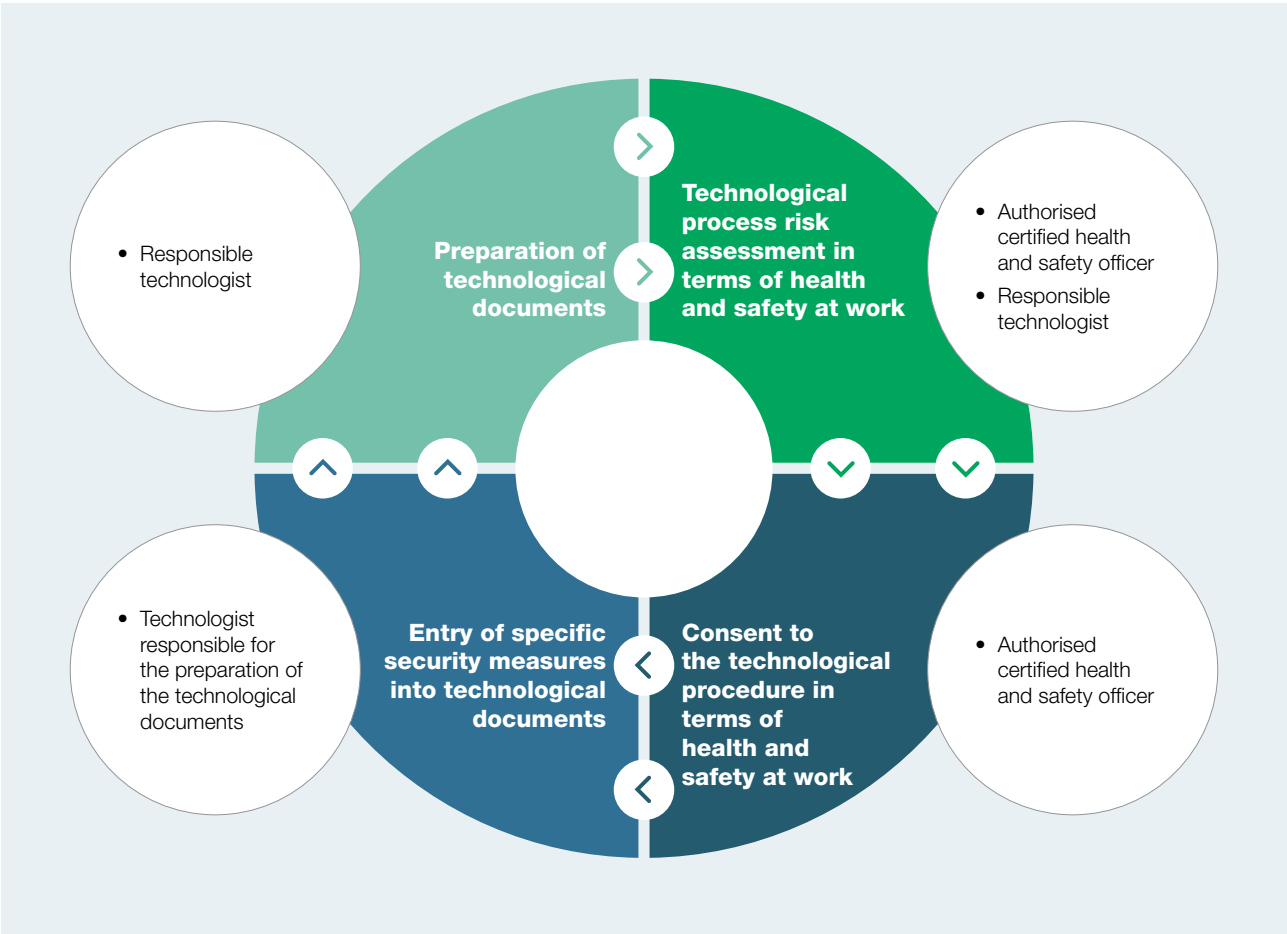 • Responsible
technologist
Preparation of
technological
documents
Technological
process risk
assessment in
terms of health
and safety at work
• Authorised
certified health
and safety officer
• Responsible
technologist
• Technologist
responsible for
the preparation of
the technological
documents
Entry of specific
security measures
into technological
documents
Consent to
the technological
procedure in
terms of
health and
safety at work
• Authorised
certified health
and safety officer